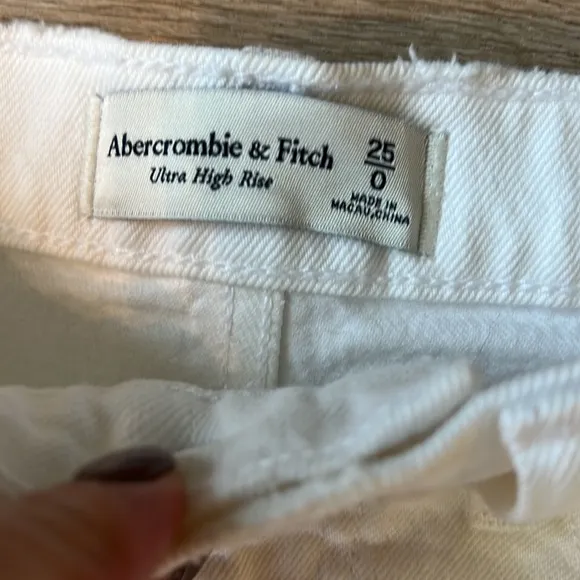 Abercrombie & Fitch
Ultra High Rise
25
0
MADE IN
MACAU,CHINA